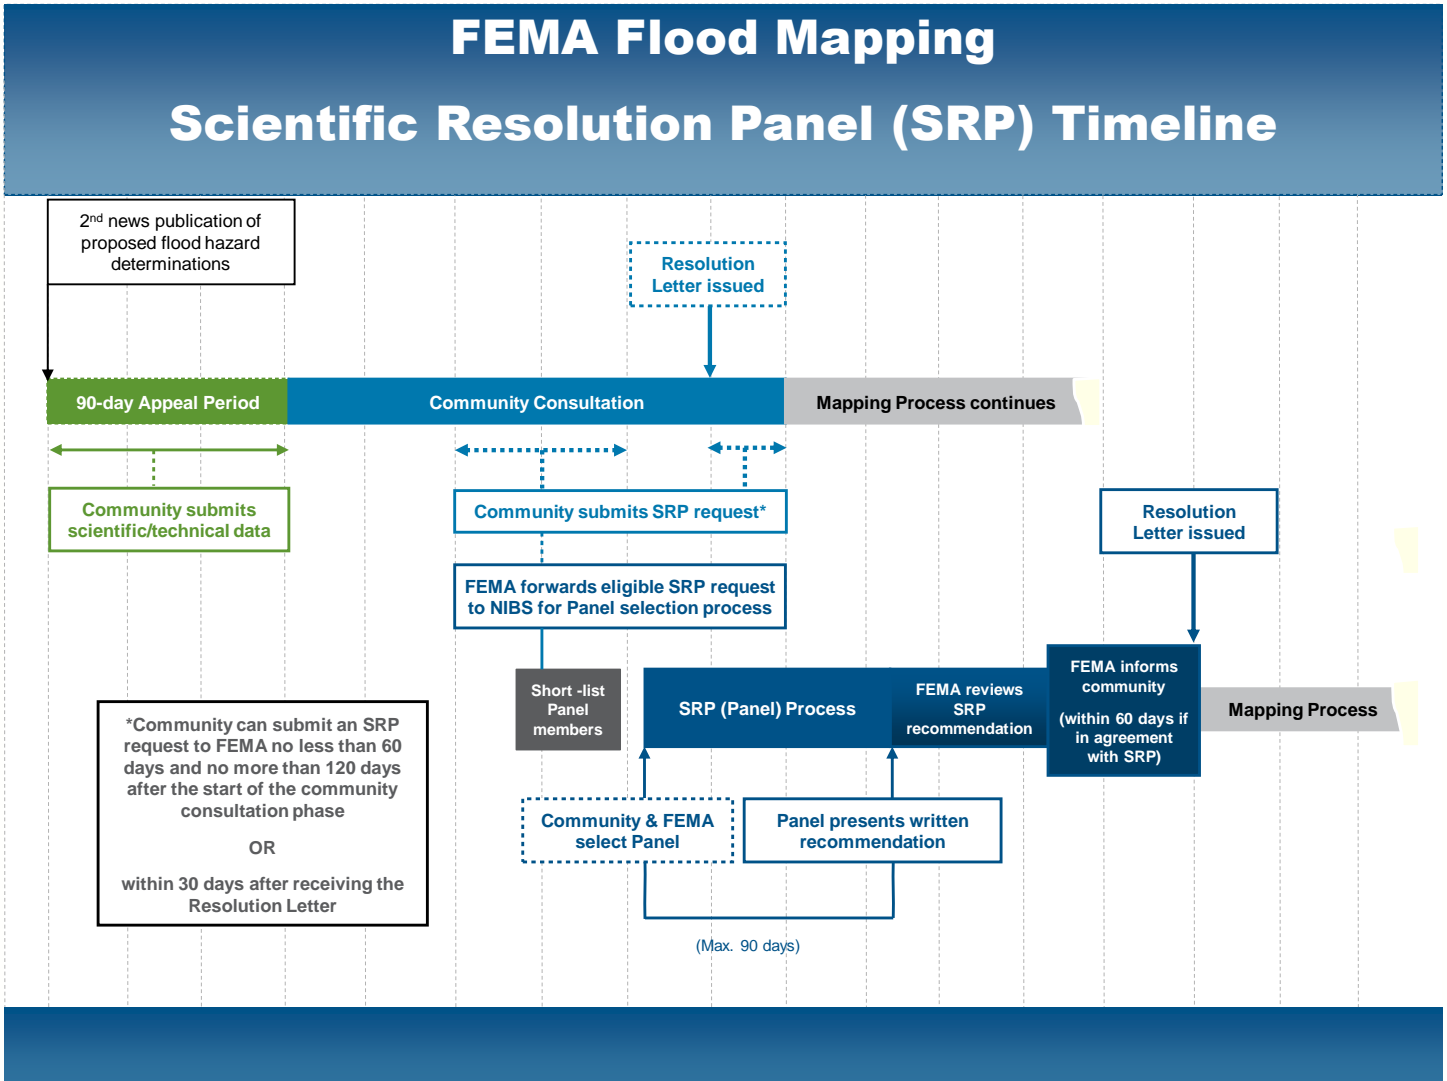 FEMA Flood Mapping
Scientific Resolution Panel (SRP) Timeline
2nd news publication of
proposed flood hazard
determinations
Resolution
Letter issued
90-day Appeal Period
Community Consultation
Mapping Process continues
Community submits
scientific/technical data
Community submits SRP request*
Resolution
Letter issued
FEMA forwards eligible SRP request
to NIBS for Panel selection process
Short -list
Panel
members
SRP (Panel) Process
FEMA reviews
SRP
recommendation
FEMA informs
community
(within 60 days if
in agreement
with SRP)
Mapping Process
*Community can submit an SRP
request to FEMA no less than 60
days and no more than 120 days
after the start of the community
consultation phase
OR
within 30 days after receiving the
Resolution Letter
Community & FEMA
select Panel
Panel presents written
recommendation
(Max. 90 days)